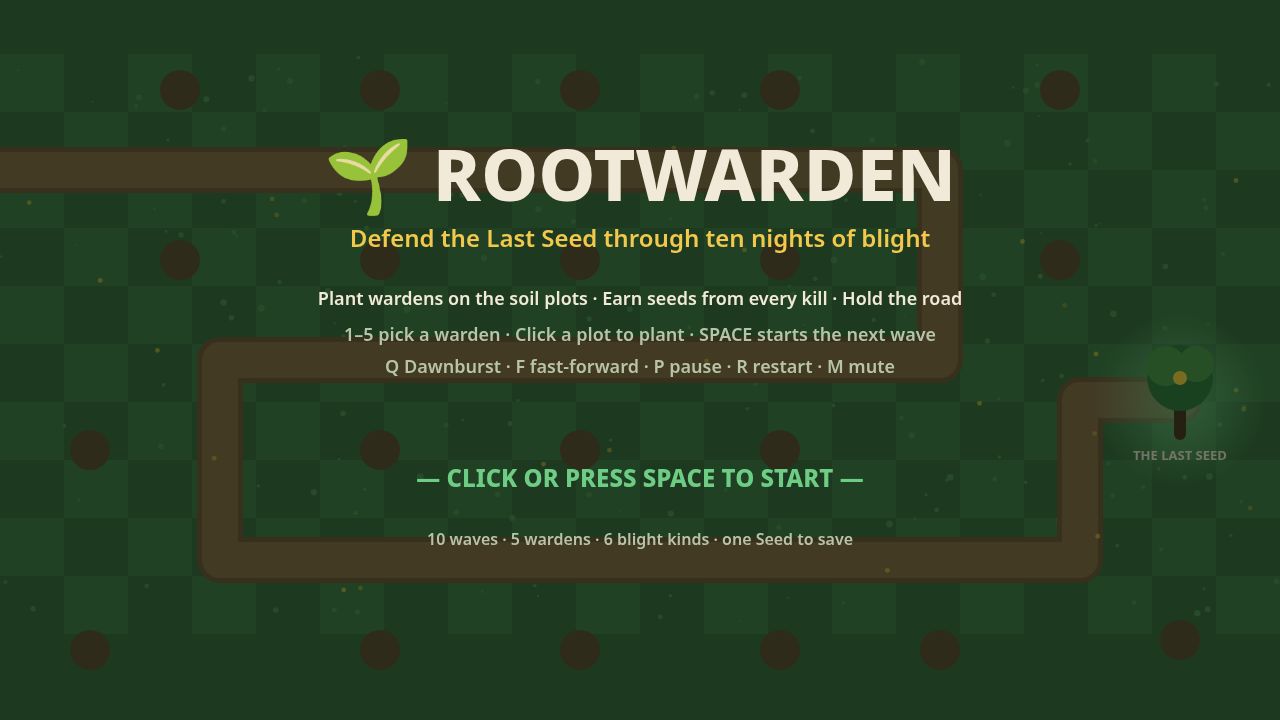 ROOTWARDEN
Defend the Last Seed through ten nights of blight
Plant wardens on the soil plots · Earn seeds from every kill · Hold the road
1–5 pick a warden · Click a plot to plant · SPACE starts the next wave
Q Dawnburst · F fast-forward · P pause · R restart · M mute
THE LAST SEED
— CLICK OR PRESS SPACE TO START —
10 waves · 5 wardens · 6 blight kinds · one Seed to save